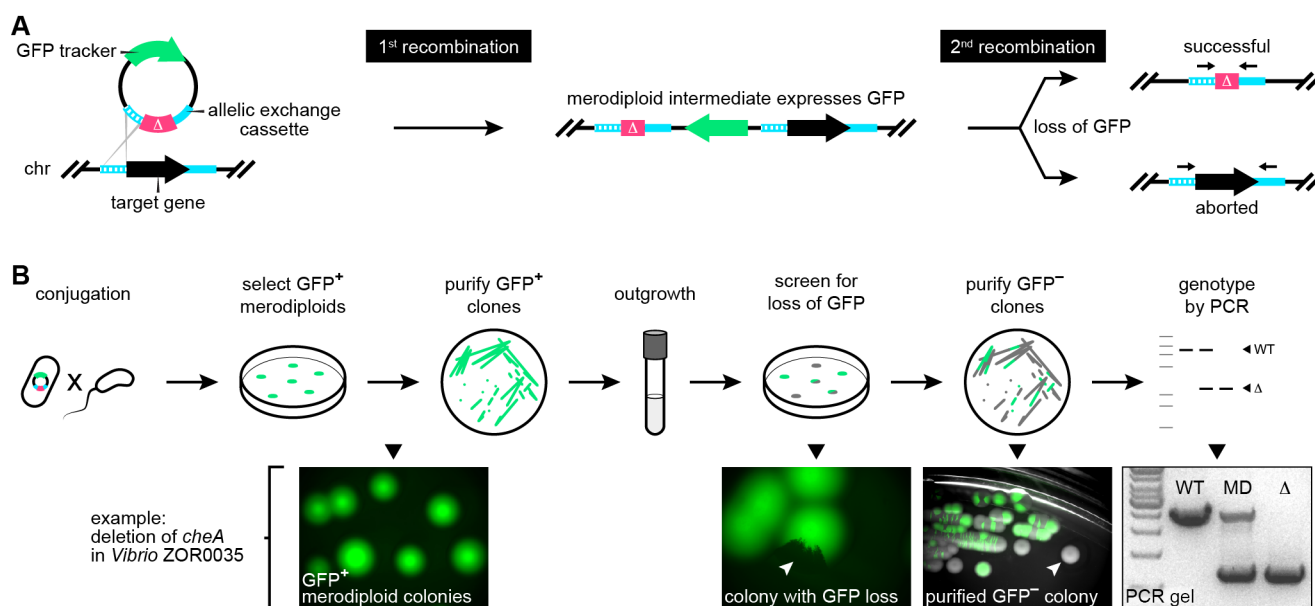 A
GFP tracker
allelic exchange
cassette
Δ
chr
target gene
1st recombination
merodiploid intermediate expresses GFP
Δ
2nd recombination
loss of GFP
successful
Δ
aborted
B
conjugation
select GFP+
merodiploids
purify GFP+
clones
outgrowth
screen for
loss of GFP
purify GFP−
clones
genotype
by PCR
X
WT
Δ
example:
deletion of cheA
in Vibrio ZOR0035
GFP+
merodiploid colonies
colony with GFP loss
purified GFP− colony
WT MD Δ
PCR gel